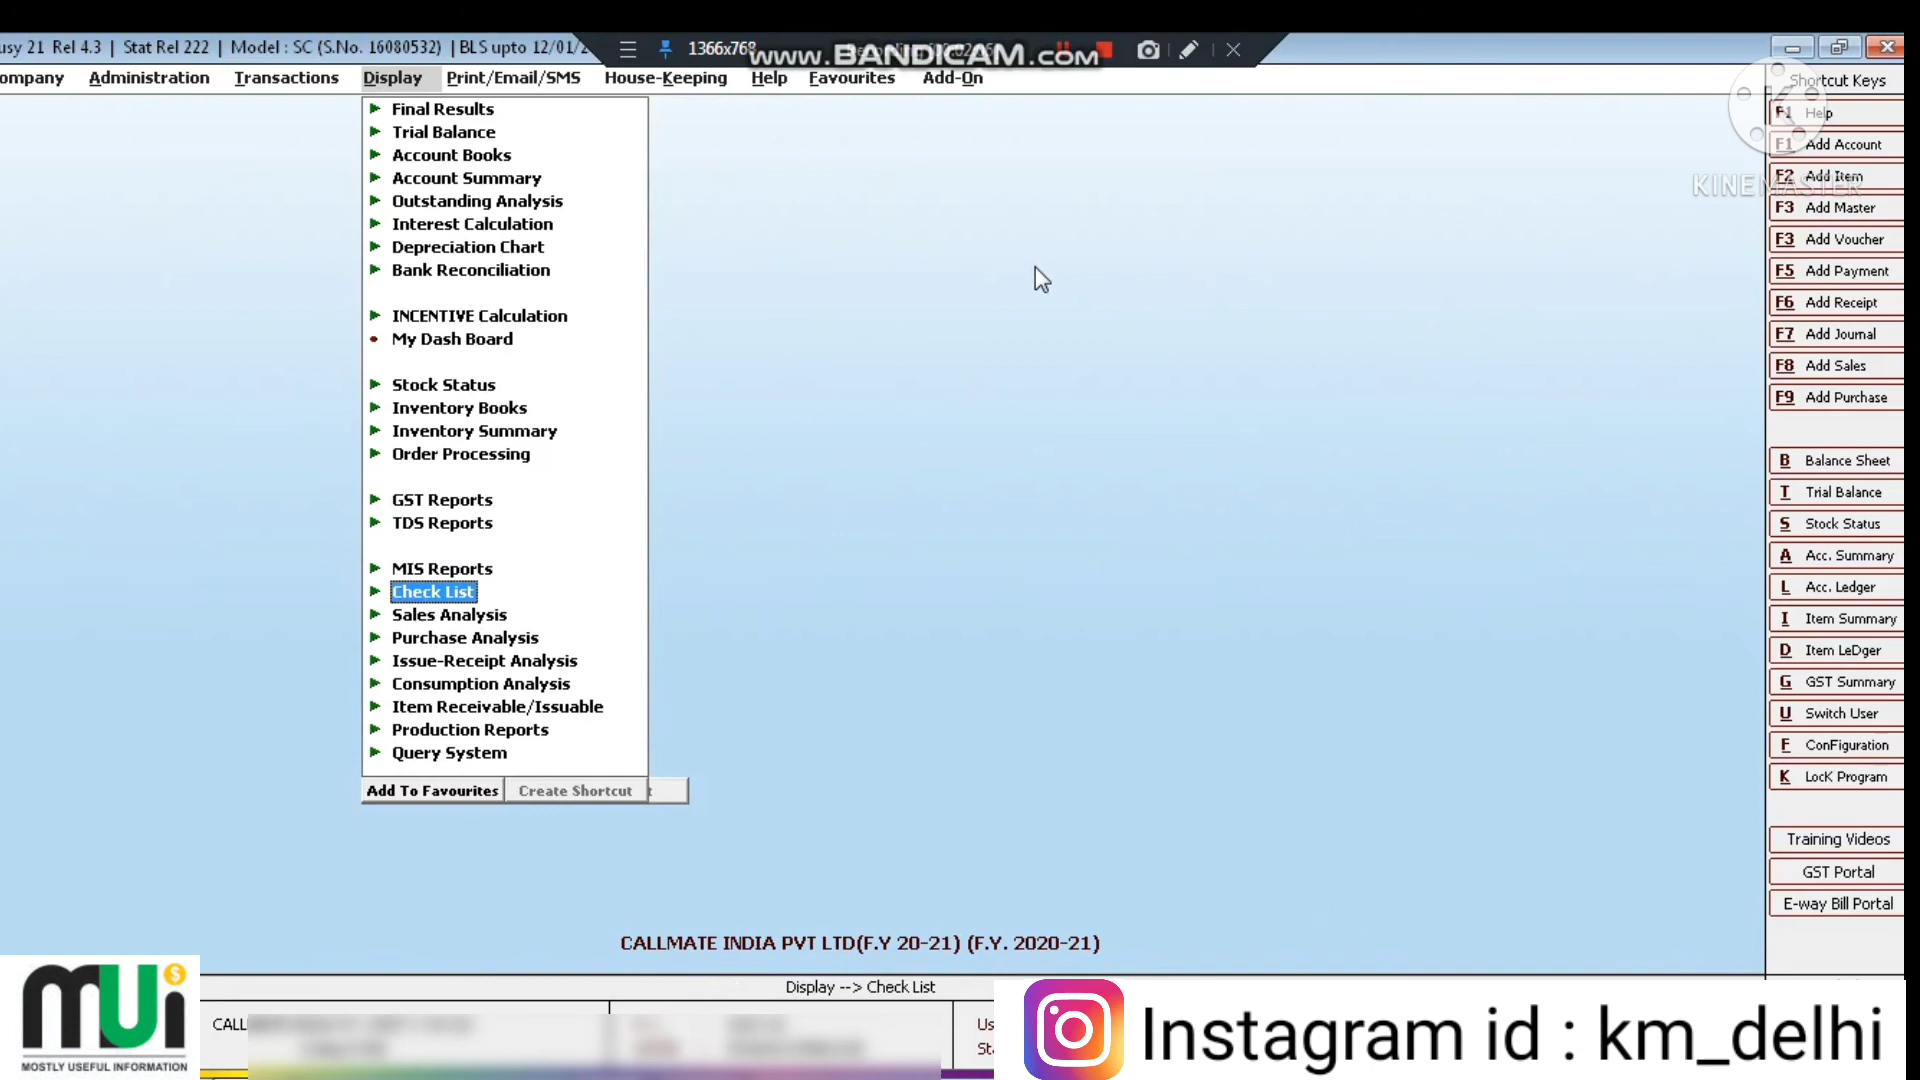 usy 21 Rel 4.3 | Stat Rel 222 | Model : SC (S.No. 16080532) | BLS upto 12/01/2
1366x768
www.BANDICAM.com
ompany Administration Transactions Display Print/Email/SMS House-Keeping Help Favourites Add-On
Final Results
Trial Balance
Account Books
Account Summary
Outstanding Analysis
Interest Calculation
Depreciation Chart
Bank Reconciliation
INCENTIVE Calculation
My Dash Board
Stock Status
Inventory Books
Inventory Summary
Order Processing
GST Reports
TDS Reports
MIS Reports
Check List
Sales Analysis
Purchase Analysis
Issue-Receipt Analysis
Consumption Analysis
Item Receivable/Issuable
Production Reports
Query System
Add To Favourites Create Shortcut
Shortcut Keys
F1 Help
F1 Add Account
F2 Add Item
KINEMASTER
F3 Add Master
F3 Add Voucher
F5 Add Payment
F6 Add Receipt
F7 Add Journal
F8 Add Sales
F9 Add Purchase
B Balance Sheet
T Trial Balance
S Stock Status
A Acc. Summary
L Acc. Ledger
I Item Summary
D Item LeDger
G GST Summary
U Switch User
F ConFiguration
K LocK Program
Training Videos
GST Portal
E-way Bill Portal
CALLMATE INDIA PVT LTD(F.Y 20-21) (F.Y. 2020-21)
Display --> Check List
CALL
Us
Sta
MUi
MOSTLY USEFUL INFORMATION
Instagram id : km_delhi